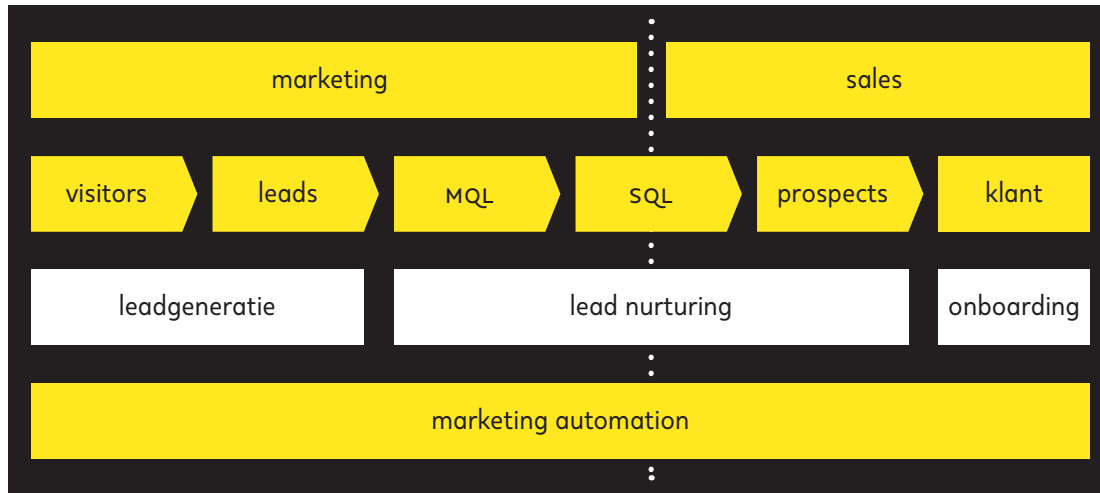 marketing
sales
visitors
leads
MQL
SQL
prospects
klant
leadgeneratie
lead nurturing
onboarding
marketing automation